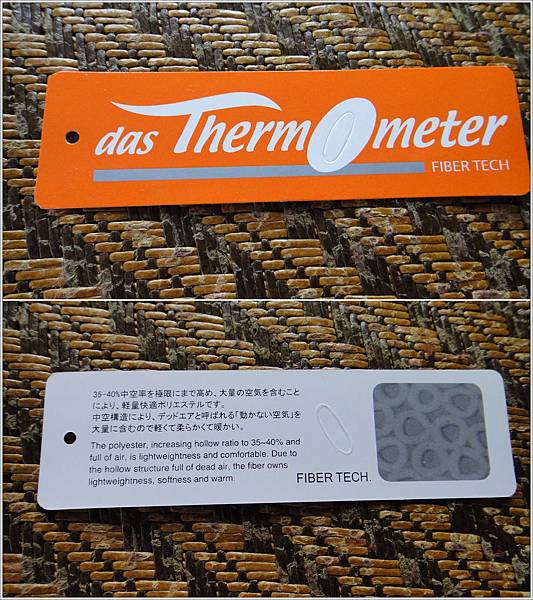 das ThermOmeter
FIBER TECH
35~40%中空率を極限にまで高め、大量の空気を含むこと
により、軽量快適ポリエステルです。
中空構造により、デッドエアと呼ばれる「動かない空気」を
大量に含むので軽くて柔らかくて暖かい。
The polyester, increasing hollow ratio to 35~40% and
full of air, is lightweightness and comfortable. Due to
the hollow structure full of dead air, the fiber owns
lightweightness, softness and warm.
FIBER TECH.